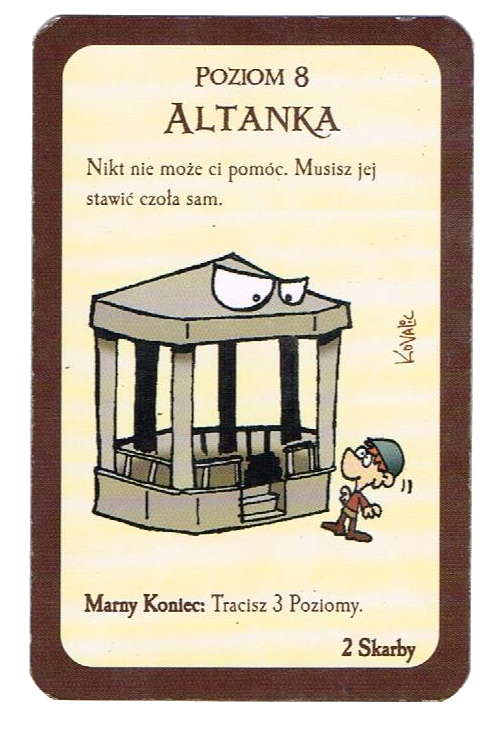 Poziom 8
Altanka
Nikt nie może ci pomóc. Musisz jej
stawić czoła sam.
Kovalic
Marny Koniec: Tracisz 3 Poziomy.
2 Skarby